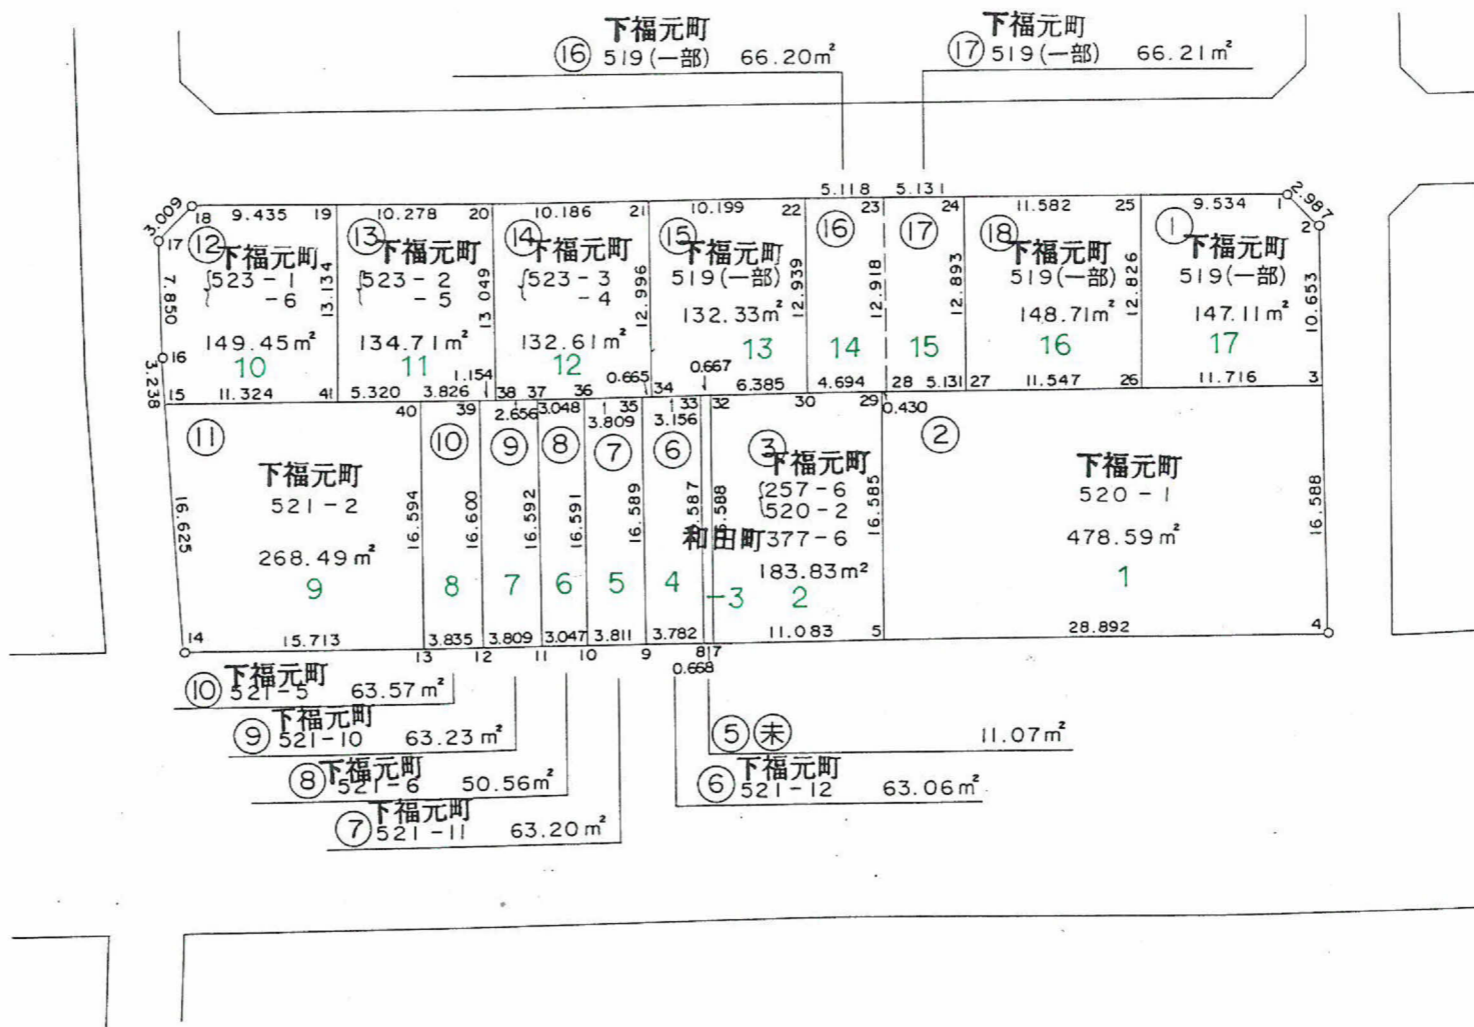 下福元町
⑯ 519(一部) 66.20m²
下福元町
⑰ 519(一部) 66.21m²
3.009
18 9.435 19
10.278 20
10.186 21
10.199 22
5.118 23
5.131 24
11.582 25
9.534 1
2.987
2
17
⑫
下福元町
523-1
-6
149.45m²
10
7.850
16
3.238
13.134
⑬
下福元町
523-2
-5
134.71m²
11
13.049
⑭
下福元町
523-3
-4
132.61m²
12
12.996
⑮
下福元町
519(一部)
132.33m²
13
12.939
⑯
14
12.918
⑰
15
12.893
⑱
下福元町
519(一部)
148.71m²
16
12.826
①
下福元町
519(一部)
147.11m²
17
10.653
15 11.324 41
5.320
3.826
1.154
38 37 36
0.665
34
0.667
6.385
4.694
28 5.131 27
11.547 26
11.716 3
40 39
2.656
3.048
3.809
35
3.156
33 32 30 29
0.430
⑪
下福元町
521-2
268.49m²
9
16.625
16.594
⑩
8
16.600
⑨
7
16.592
⑧
6
16.591
⑦
5
16.589
⑥
4
.587
.588
-3
③
下福元町
257-6
520-2
和田町377-6
183.83m²
2
16.585
②
下福元町
520-1
478.59m²
1
16.588
14 15.713 13
3.835 12
3.809 11
3.047 10
3.811 9
3.782 8 7
0.668
11.083 5
28.892 4
下福元町
⑩ 521-5 63.57m²
下福元町
⑨ 521-10 63.23m²
下福元町
⑧ 521-6 50.56m²
下福元町
⑦ 521-11 63.20m²
⑤ 未 11.07m²
下福元町
⑥ 521-12 63.06m²